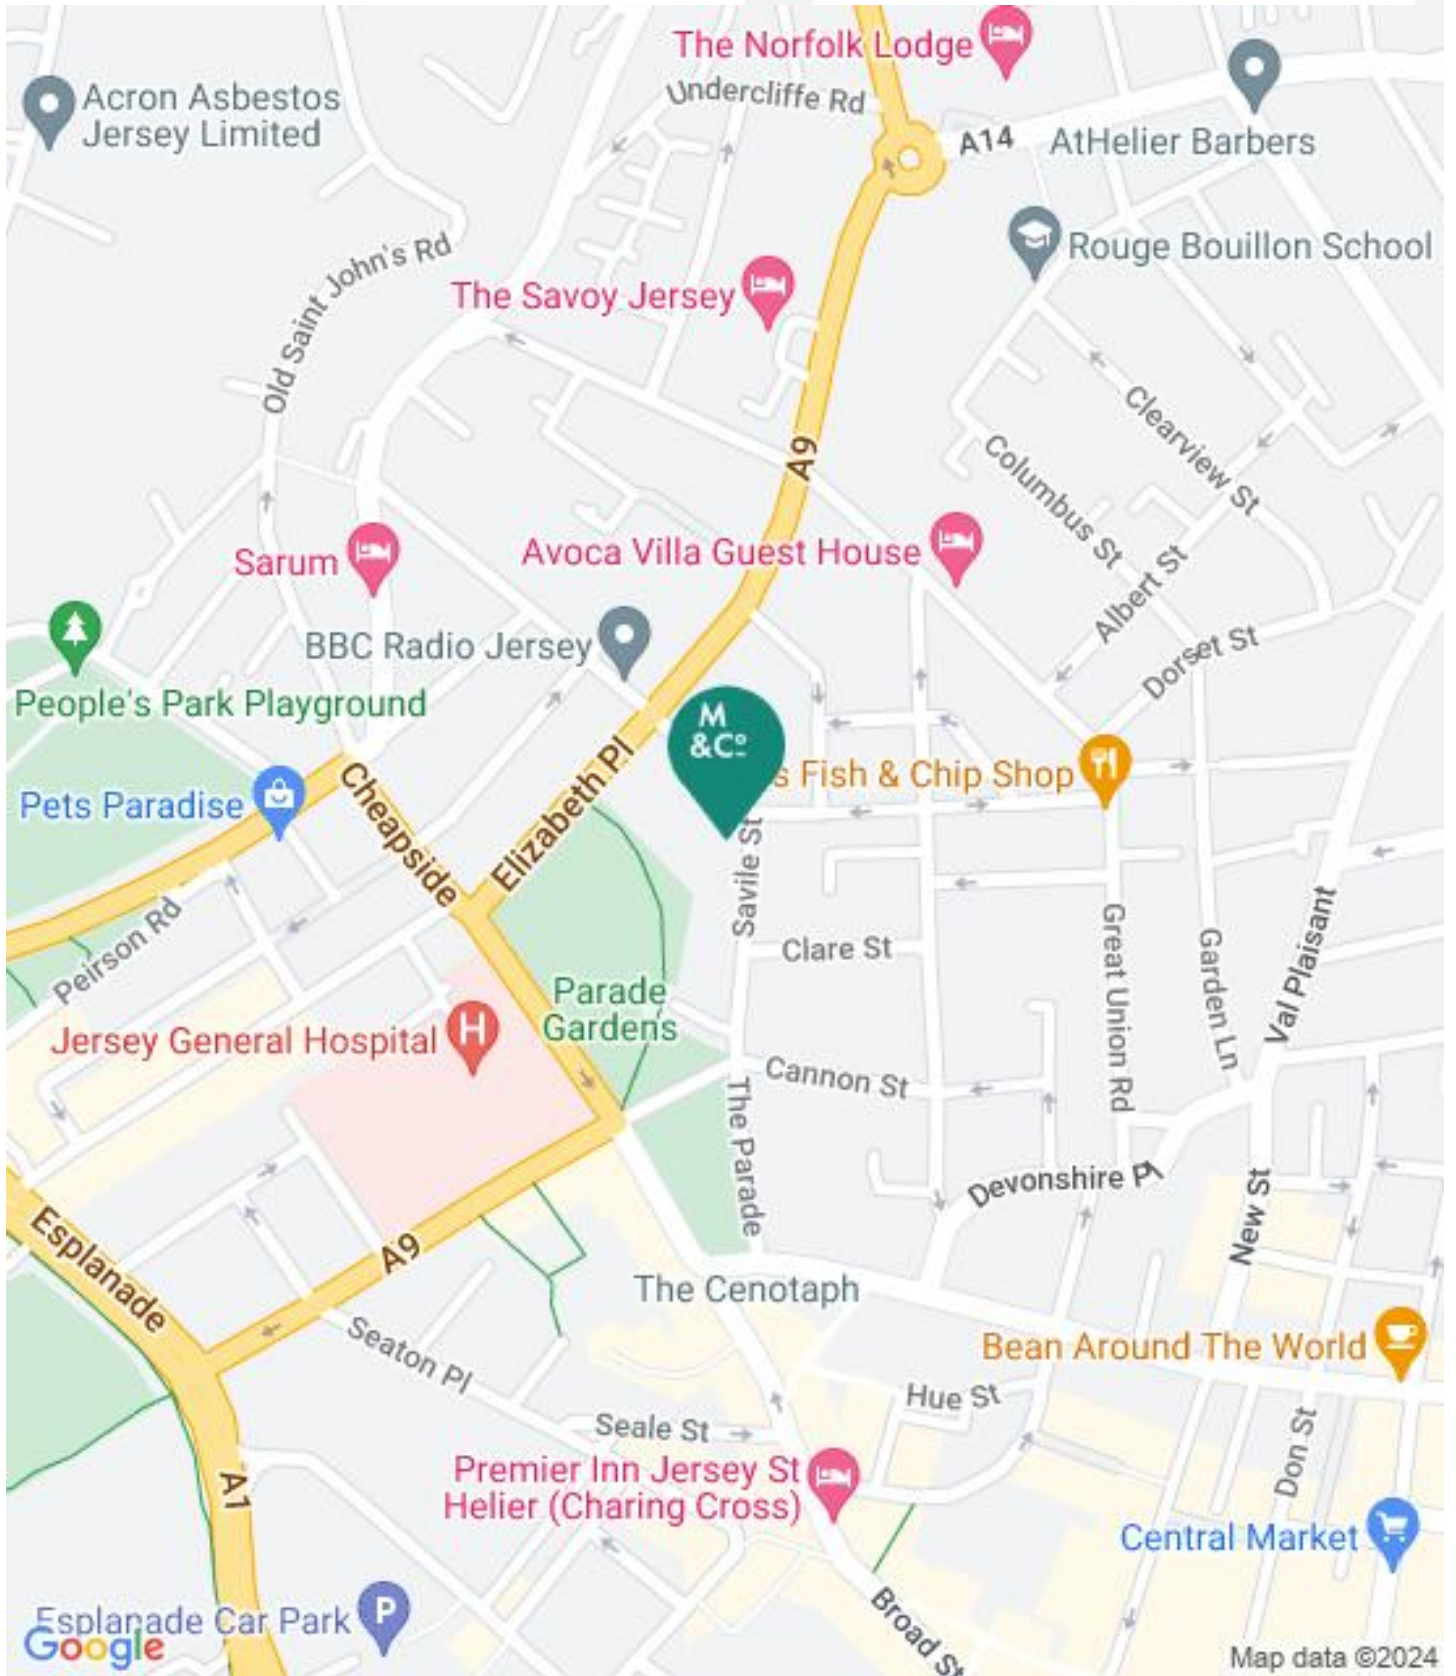 The Norfolk Lodge
Undercliffe Rd
Acron Asbestos
Jersey Limited
A14
AtHelier Barbers
Rouge Bouillon School
Old Saint John's Rd
The Savoy Jersey
A9
Clearview St
Columbus St
Sarum
Avoca Villa Guest House
Albert St
BBC Radio Jersey
Dorset St
People's Park Playground
M
&Cº
Elizabeth Pl
s Fish & Chip Shop
Pets Paradise
Cheapside
Saville St
Peirson Rd
Clare St
Great Union Rd
Garden Ln
Val Plaisant
Parade
Gardens
Jersey General Hospital
H
Cannon St
The Parade
Devonshire Pl
New St
Esplanade
A9
The Cenotaph
Seaton Pl
Bean Around The World
Hue St
Seale St
Don St
A1
Premier Inn Jersey St
Helier (Charing Cross)
Central Market
Esplanade Car Park
P
Broad St
Google
Map data ©2024